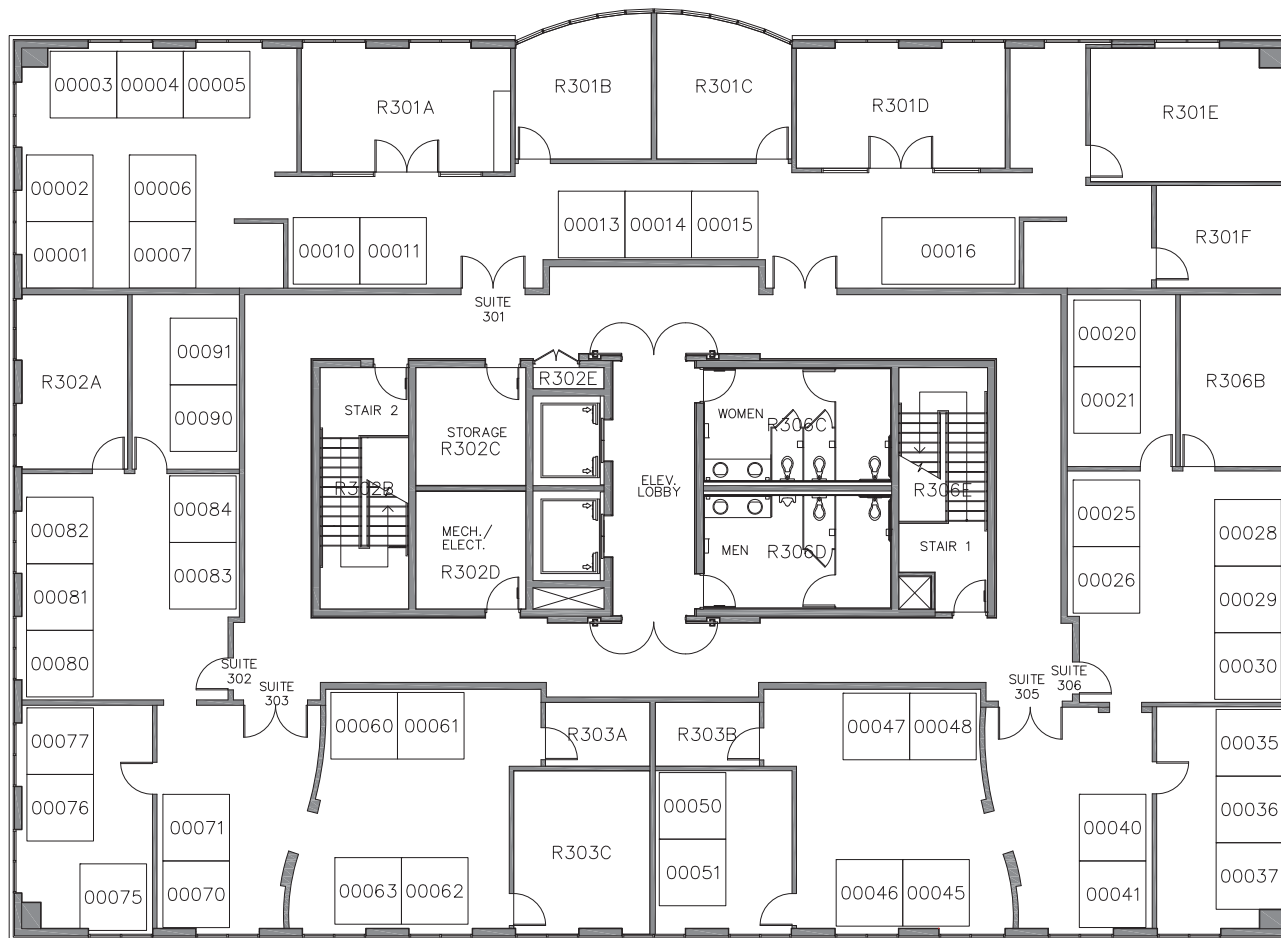 00003 00004 00005
R301A
R301B
R301C
R301D
R301E
00002
00006
00001
00007
R301F
00010 00011
00013 00014 00015
00016
SUITE
301
00091
00090
R302A
00020
00021
R306B
R302E
STAIR 2
STORAGE
R302C
R302B
WOMEN
R306C
ELEV.
LOBBY
R306E
MECH./
ELECT.
R302D
MEN
R306D
STAIR 1
00084
00083
00082
00081
00080
00025
00026
00028
00029
00030
SUITE
302
SUITE
303
SUITE
305
SUITE
306
00077
00076
00075
00071
00070
00060 00061
R303A
R303B
00047 00048
R303C
00050
00051
00063 00062
00046 00045
00040
00041
00035
00036
00037